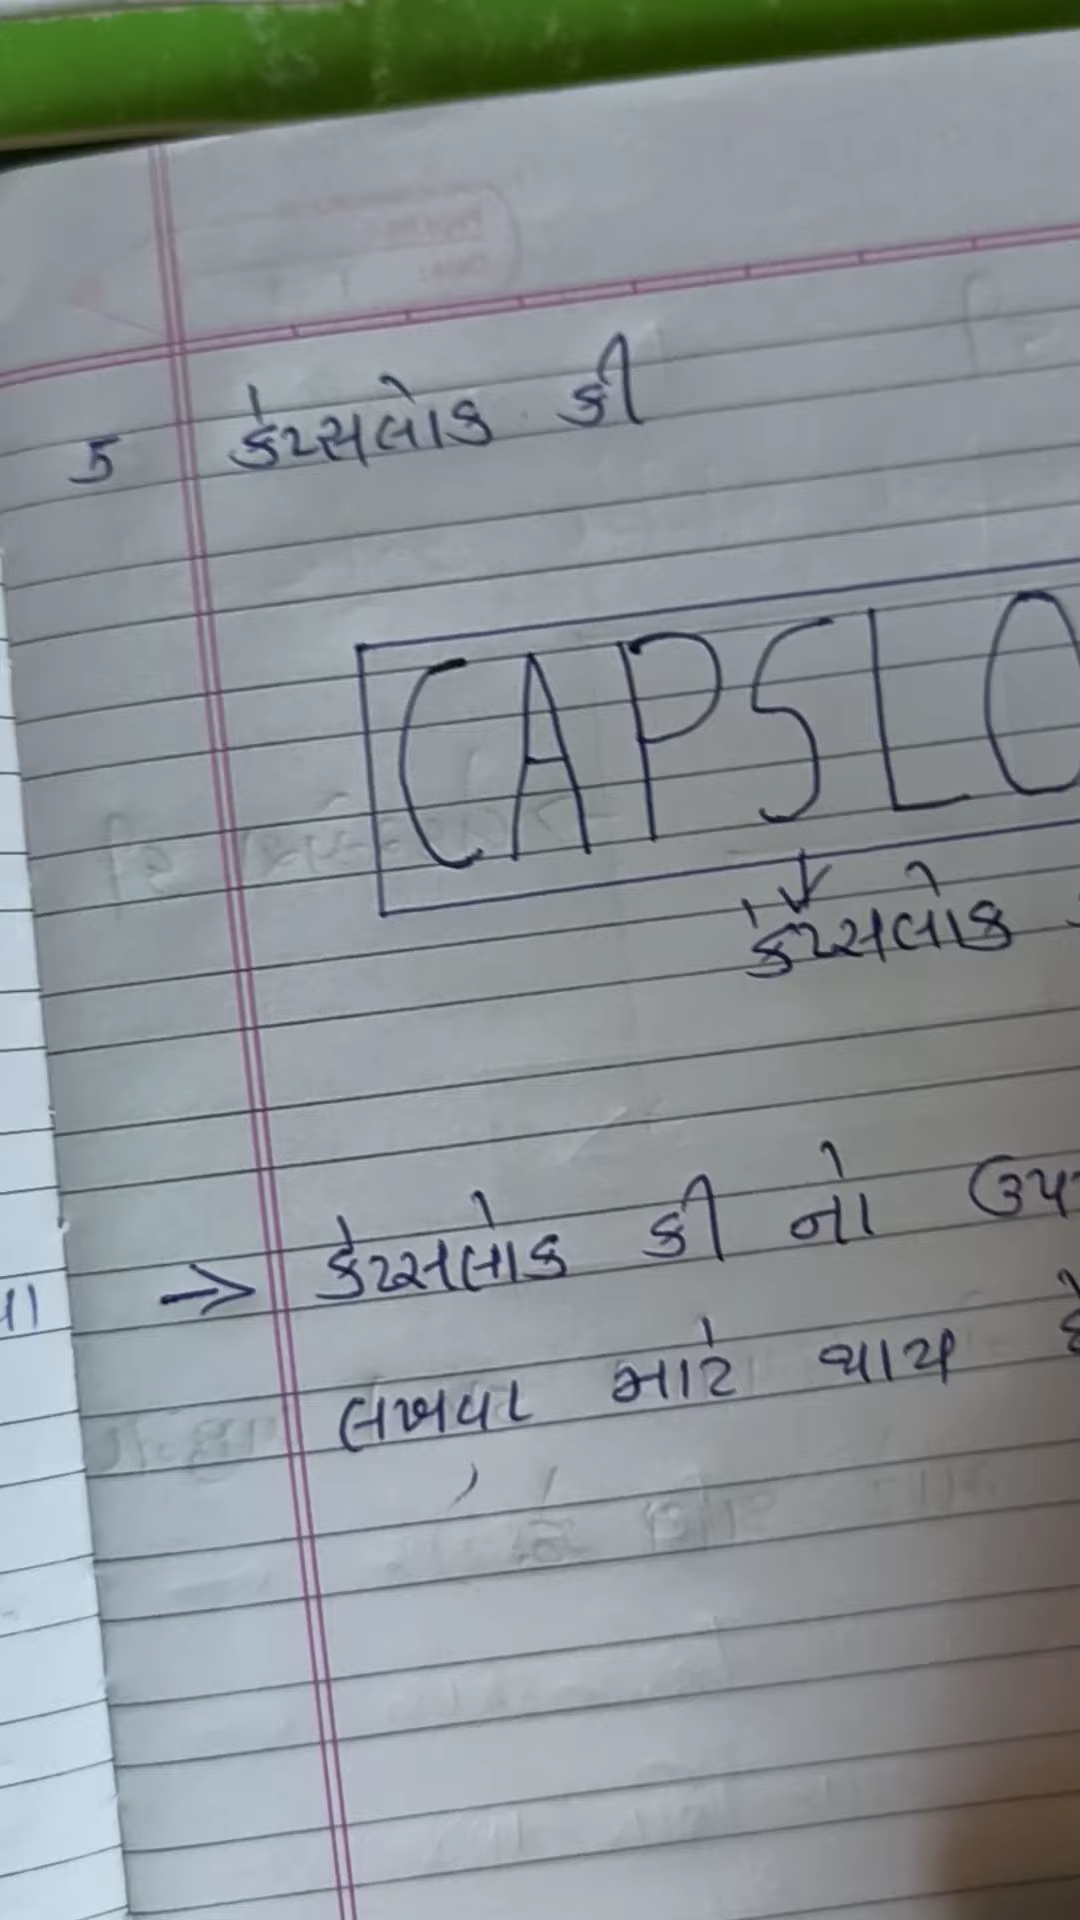 5 કેપ્સલોક કી
CAPSLO
કેપ્સલોક
→ કેપ્સલોક કી નો ઉપ
લખવા માટે થાય છે